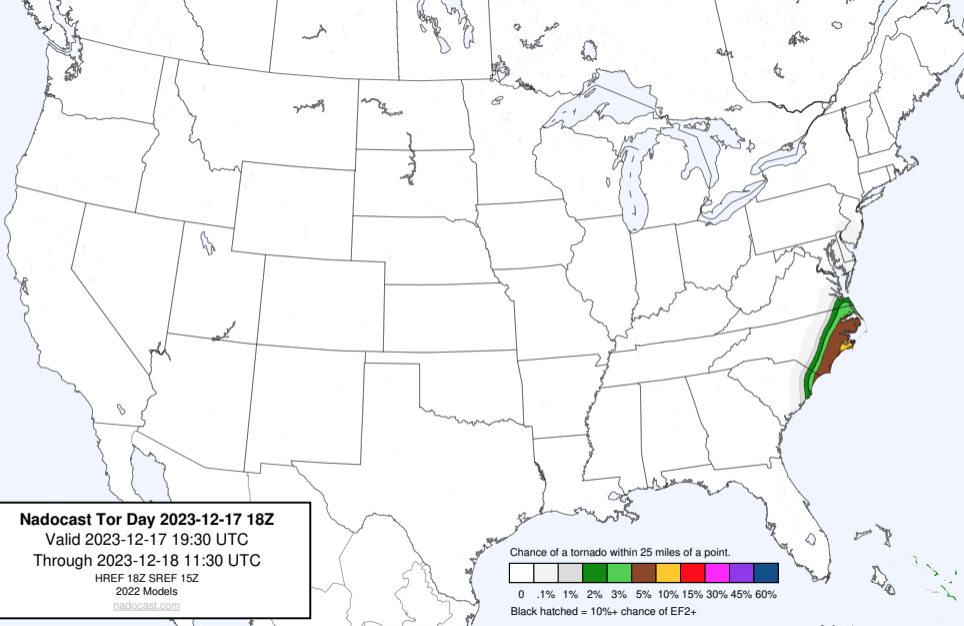 Nadocast Tor Day 2023-12-17 18Z
Valid 2023-12-17 19:30 UTC
Through 2023-12-18 11:30 UTC
HREF 18Z SREF 15Z
2022 Models
nadocast.com
Chance of a tornado within 25 miles of a point.
0 .1% 1% 2% 3% 5% 10% 15% 30% 45% 60%
Black hatched = 10%+ chance of EF2+